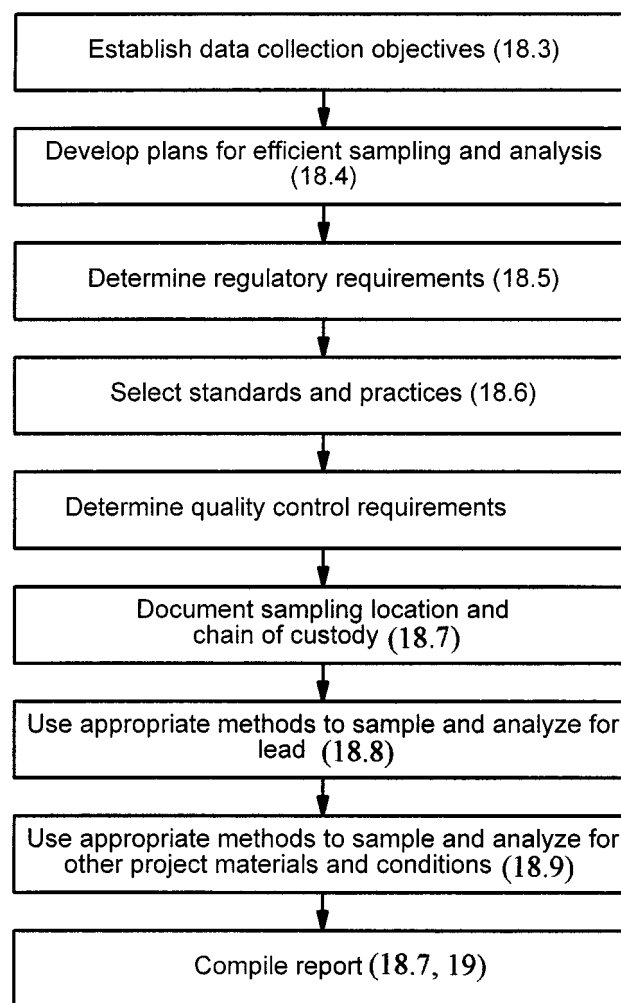 Establish data collection objectives (18.3)
Develop plans for efficient sampling and analysis
(18.4)
Determine regulatory requirements (18.5)
Select standards and practices (18.6)
Determine quality control requirements
Document sampling location and
chain of custody (18.7)
Use appropriate methods to sample and analyze for
lead (18.8)
Use appropriate methods to sample and analyze for
other project materials and conditions (18.9)
Compile report (18.7, 19)